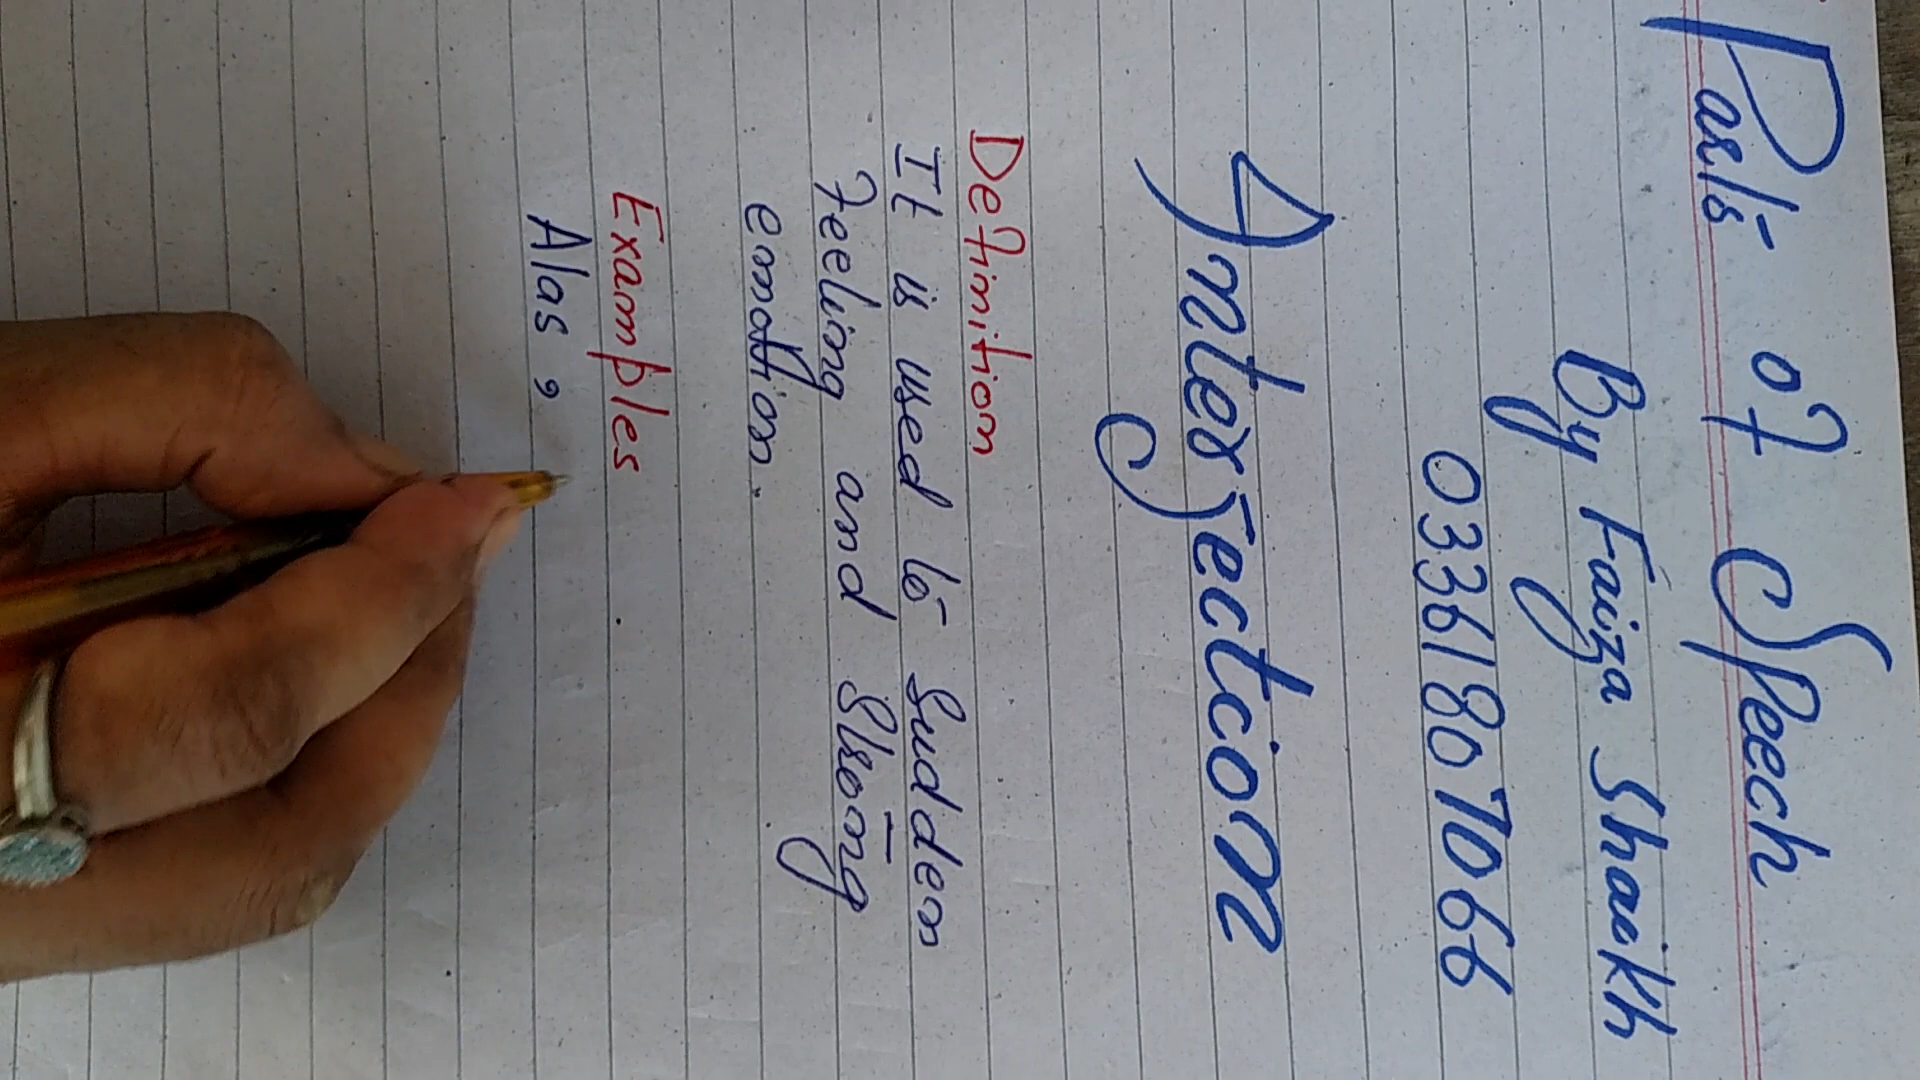 Parts of Speech
By Faiza Shaikh
03361807066
Interjection
Definition
It is used to Sudden
Feeling and Strong
emottion.
Examples
Alas ,